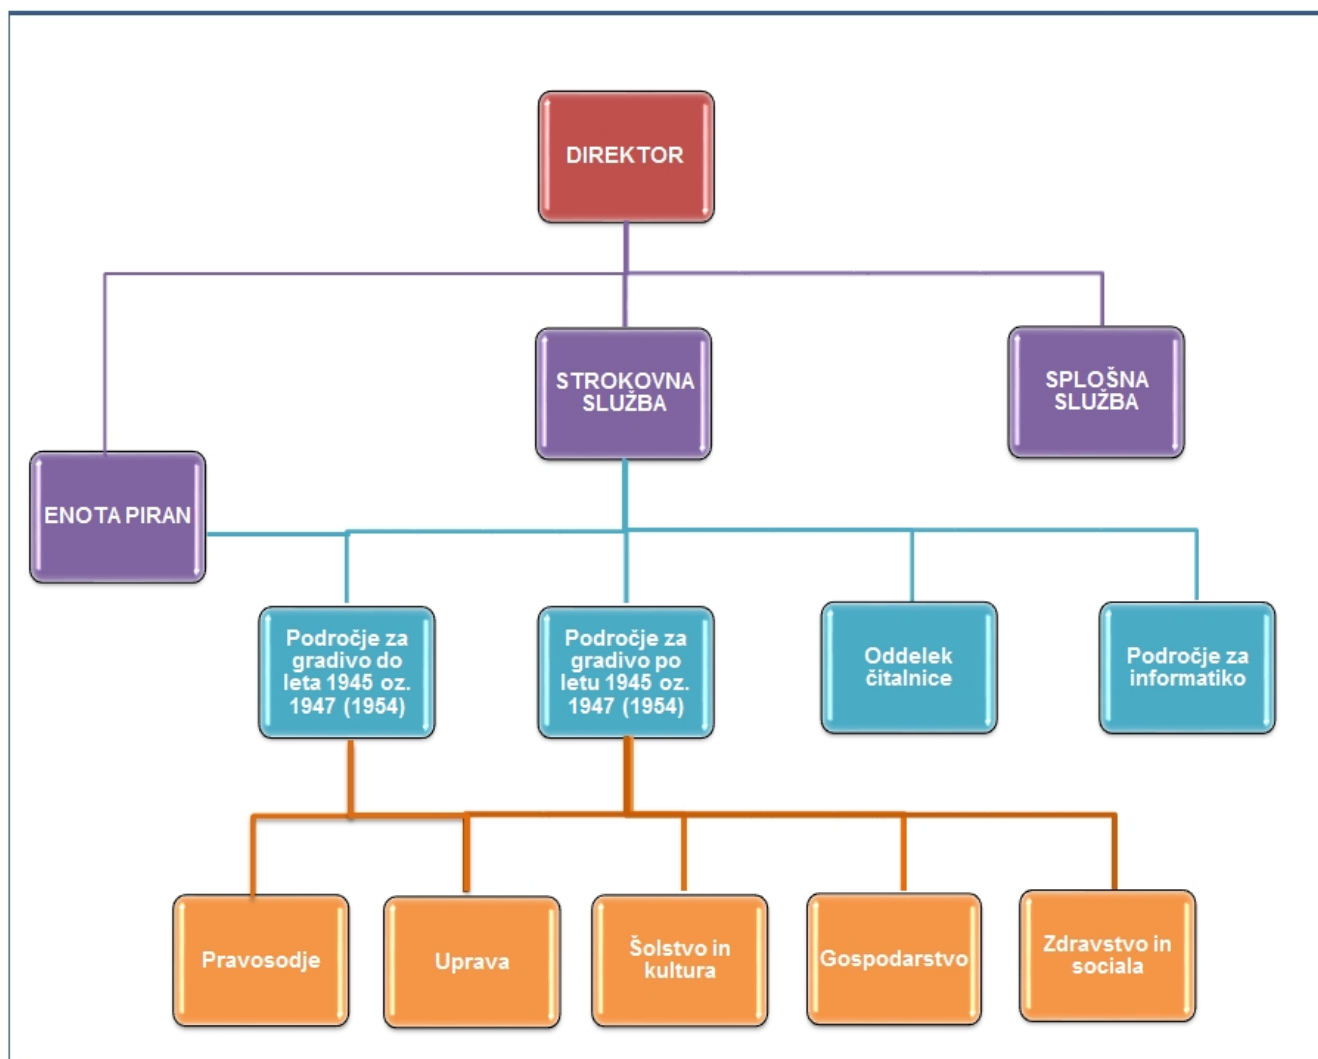 DIREKTOR
STROKOVNA
SLUŽBA
SPLOŠNA
SLUŽBA
ENOTA PIRAN
Področje za
gradivo do
leta 1945 oz.
1947 (1954)
Področje za
gradivo po
letu 1945 oz.
1947 (1954)
Oddelek
čitalnice
Področje za
informatiko
Pravosodje
Uprava
Šolstvo in
kultura
Gospodarstvo
Zdravstvo in
sociala